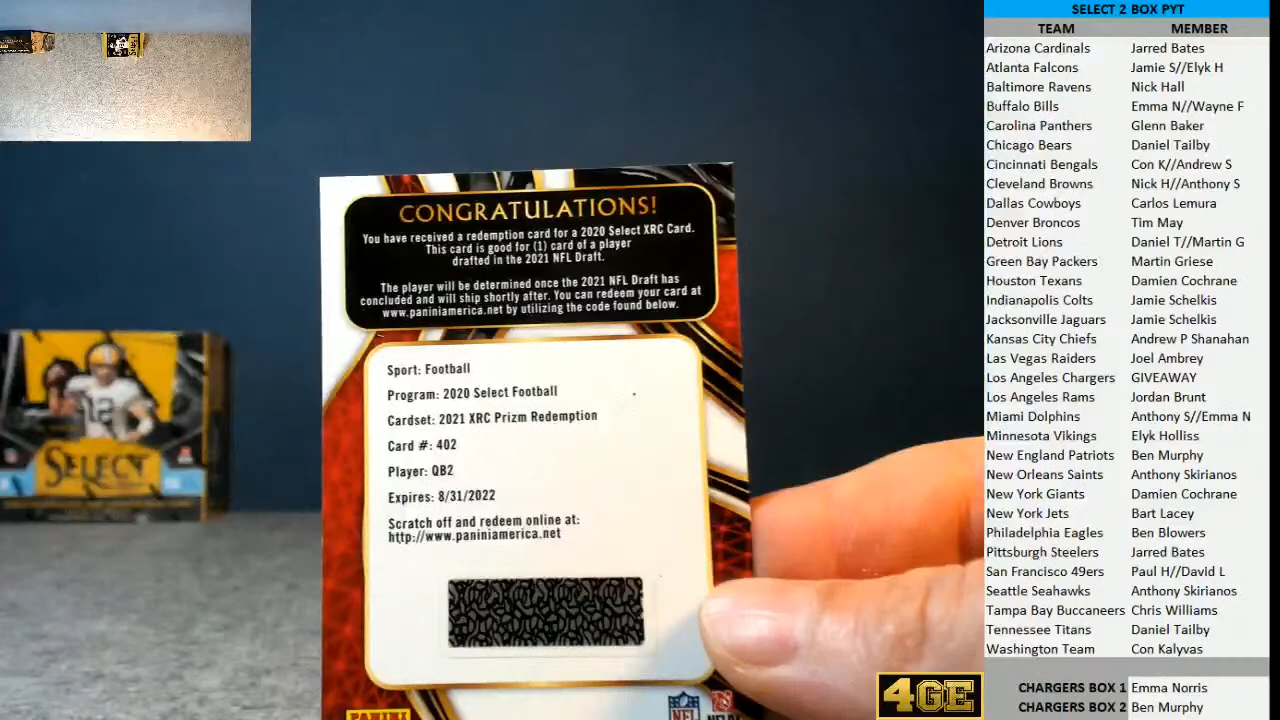 CONGRATULATIONS!
You have received a redemption card for a 2020 Select XRC Card.
This card is good for (1) card of a player
drafted in the 2021 NFL Draft.
The player will be determined once the 2021 NFL Draft has
concluded and will ship shortly after. You can redeem your card at
www.paniniamerica.net by utilizing the code found below.
Sport: Football
Program: 2020 Select Football
Cardset: 2021 XRC Prizm Redemption
Card #: 402
Player: QB2
Expires: 8/31/2022
Scratch off and redeem online at:
http://www.paniniamerica.net
PANINI
NFL
SELECT
12
4GE
SELECT 2 BOX PYT
TEAM MEMBER
Arizona Cardinals Jarred Bates
Atlanta Falcons Jamie S//Elyk H
Baltimore Ravens Nick Hall
Buffalo Bills Emma N//Wayne F
Carolina Panthers Glenn Baker
Chicago Bears Daniel Tailby
Cincinnati Bengals Con K//Andrew S
Cleveland Browns Nick H//Anthony S
Dallas Cowboys Carlos Lemura
Denver Broncos Tim May
Detroit Lions Daniel T//Martin G
Green Bay Packers Martin Griese
Houston Texans Damien Cochrane
Indianapolis Colts Jamie Schelkis
Jacksonville Jaguars Jamie Schelkis
Kansas City Chiefs Andrew P Shanahan
Las Vegas Raiders Joel Ambrey
Los Angeles Chargers GIVEAWAY
Los Angeles Rams Jordan Brunt
Miami Dolphins Anthony S//Emma N
Minnesota Vikings Elyk Holliss
New England Patriots Ben Murphy
New Orleans Saints Anthony Skirianos
New York Giants Damien Cochrane
New York Jets Bart Lacey
Philadelphia Eagles Ben Blowers
Pittsburgh Steelers Jarred Bates
San Francisco 49ers Paul H//David L
Seattle Seahawks Anthony Skirianos
Tampa Bay Buccaneers Chris Williams
Tennessee Titans Daniel Tailby
Washington Team Con Kalyvas
CHARGERS BOX 1 Emma Norris
CHARGERS BOX 2 Ben Murphy